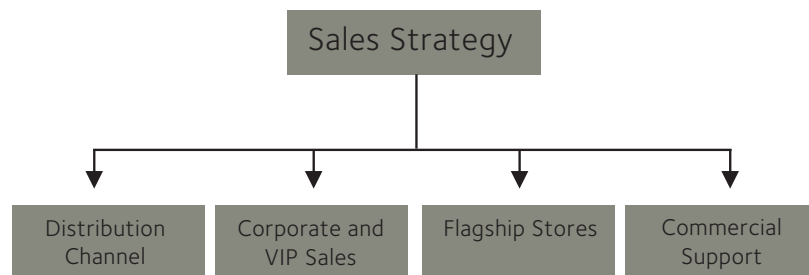 Sales Strategy
Distribution
Channel
Corporate and
VIP Sales
Flagship Stores
Commercial
Support